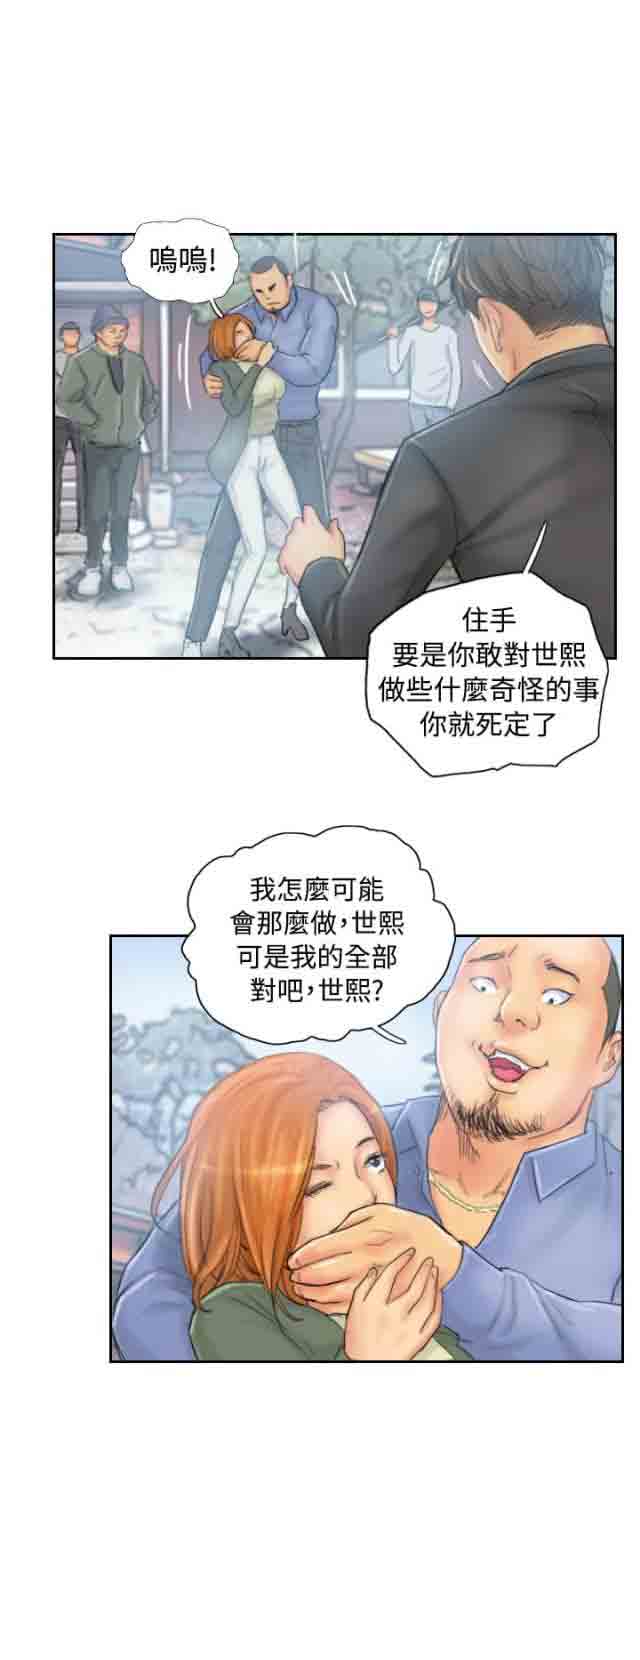 嗚嗚!
住手
要是你敢對世熙
做些什麼奇怪的事
你就死定了
我怎麼可能
會那麼做,世熙
可是我的全部
對吧,世熙?